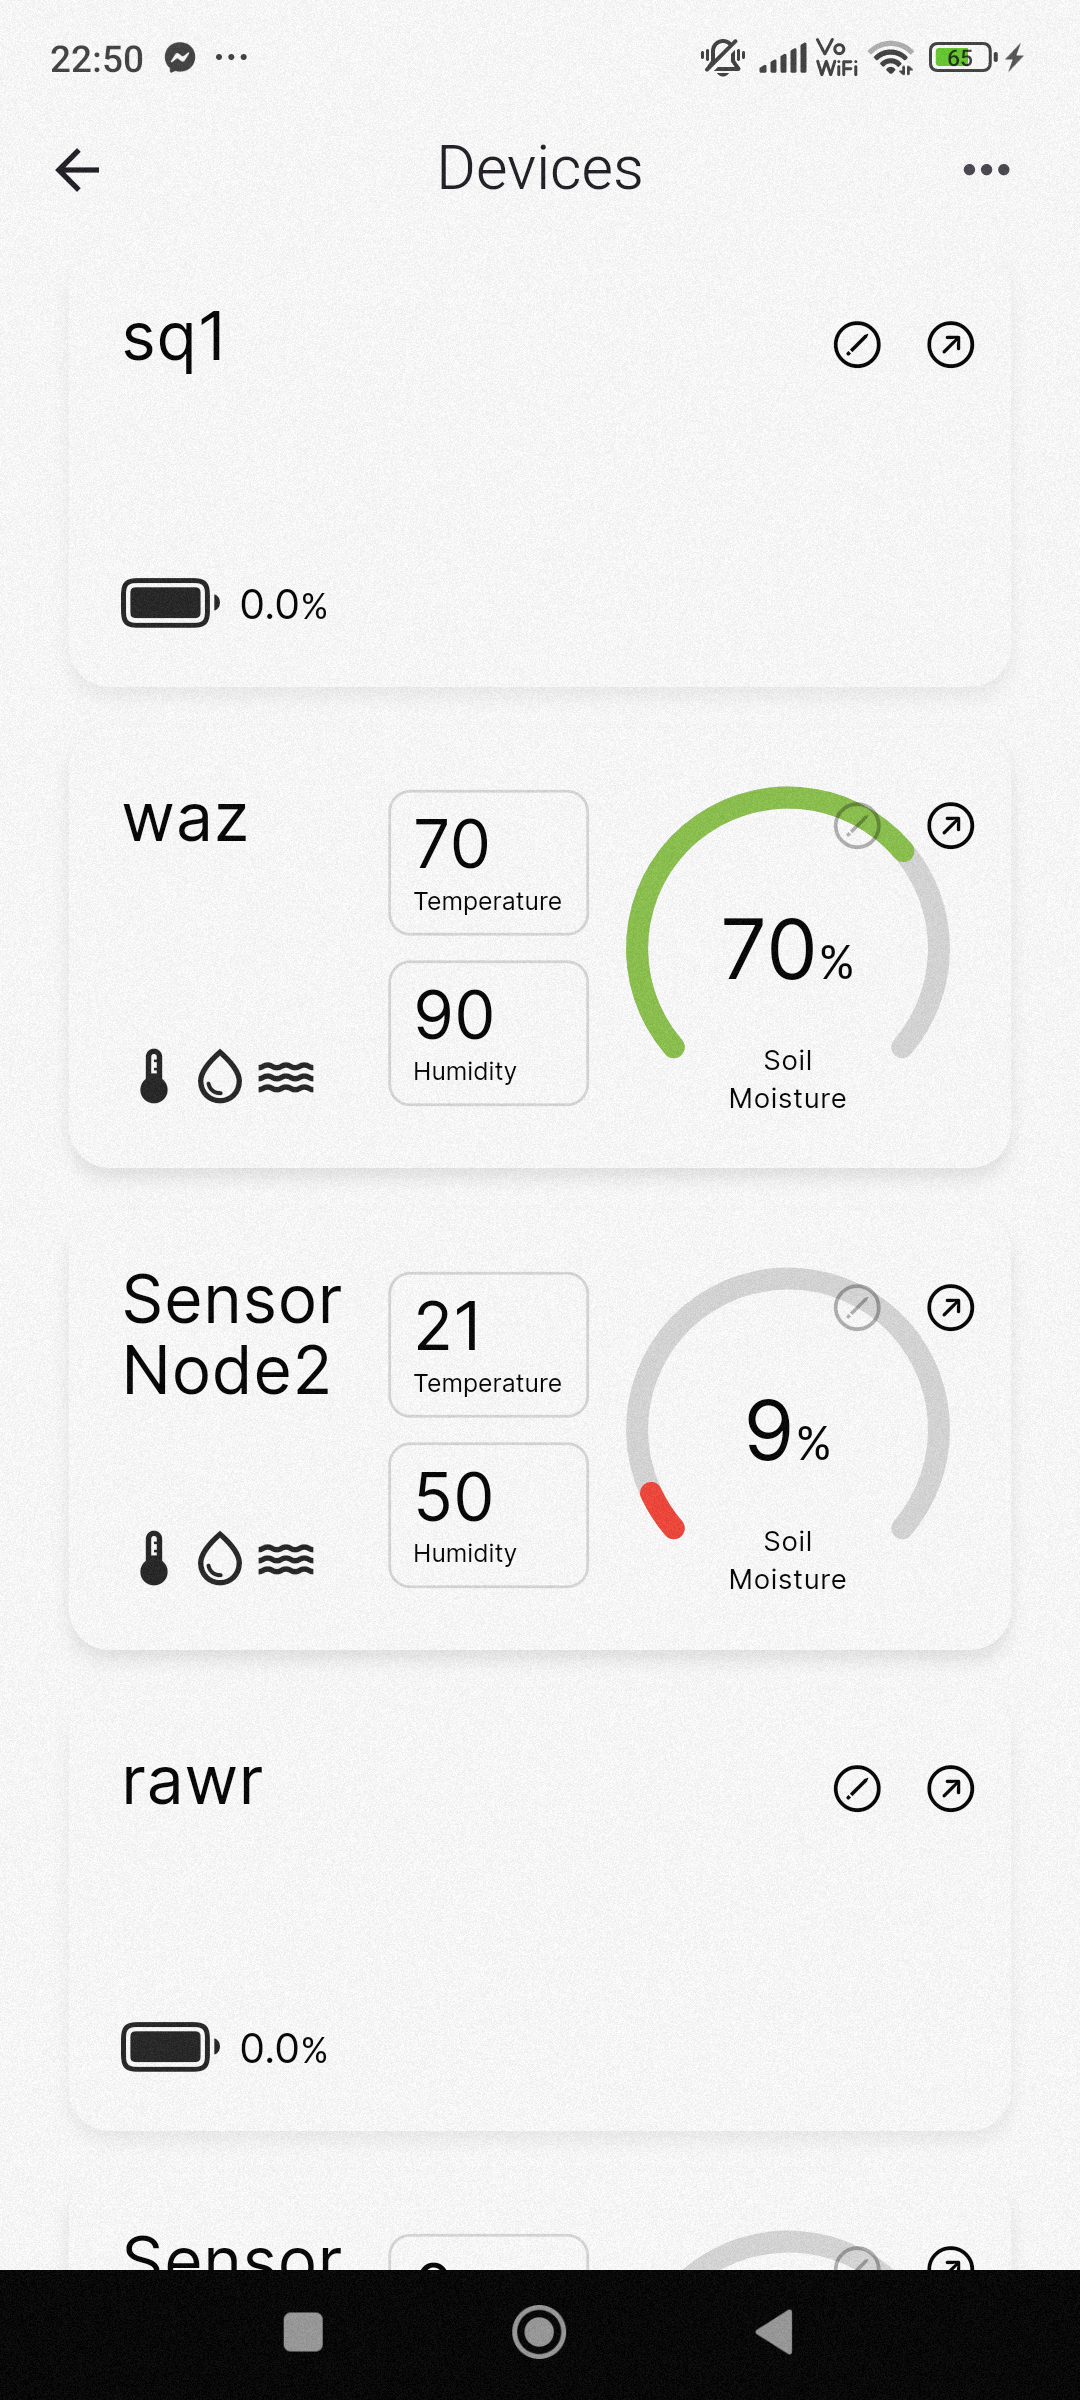 22:50
Vo
WiFi
65
Devices
sq1
0.0%
waz
70
Temperature
90
Humidity
70%
Soil
Moisture
Sensor
Node2
21
Temperature
50
Humidity
9%
Soil
Moisture
rawr
0.0%
Sensor